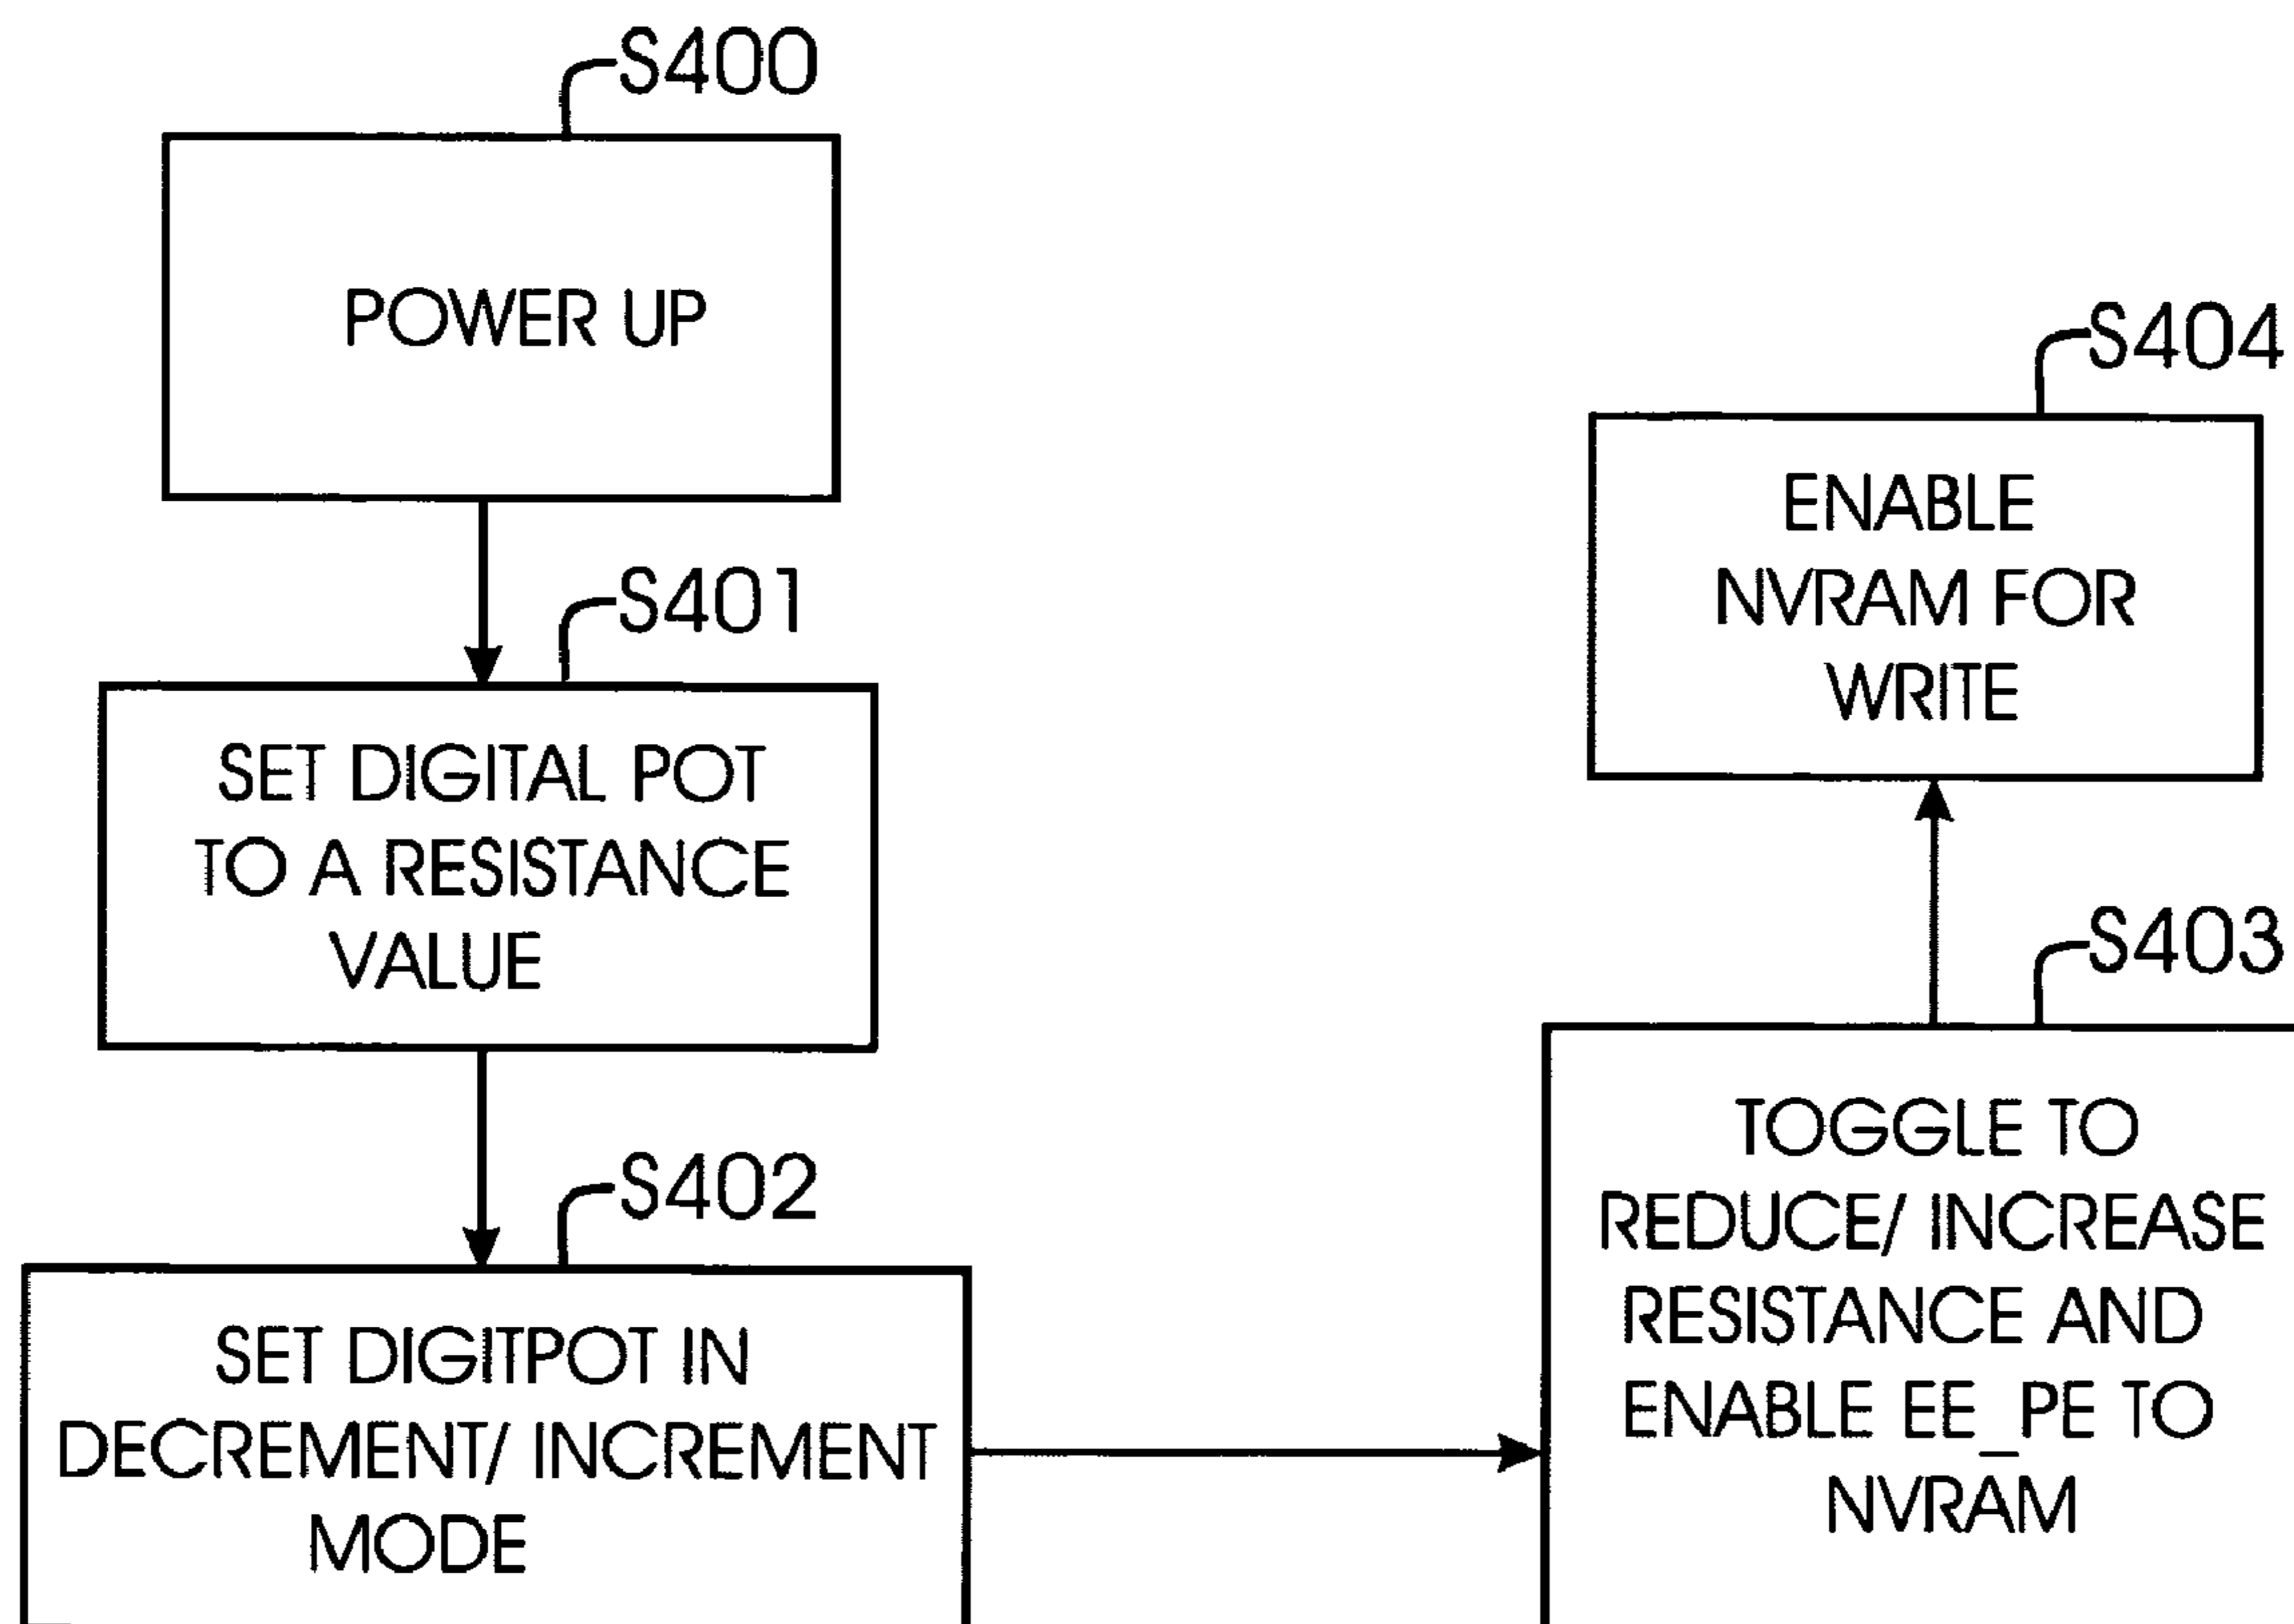 S400
POWER UP
S401
SET DIGITAL POT
TO A RESISTANCE
VALUE
S402
SET DIGITPOT IN
DECREMENT/ INCREMENT
MODE
S403
TOGGLE TO
REDUCE/ INCREASE
RESISTANCE AND
ENABLE EE_PE TO
NVRAM
S404
ENABLE
NVRAM FOR
WRITE